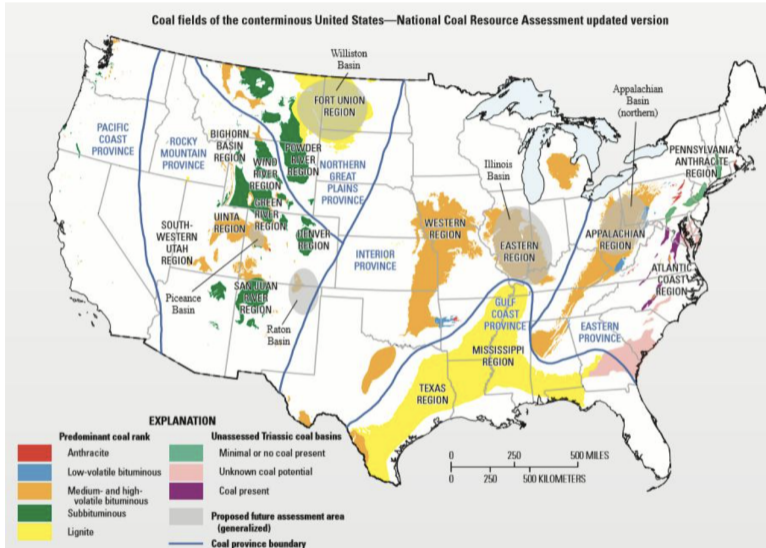 Coal fields of the conterminous United States—National Coal Resource Assessment updated version
Williston
Basin
FORT UNION
REGION
Appalachian
Basin
(northern)
PACIFIC
COAST
PROVINCE
ROCKY
MOUNTAIN
PROVINCE
BIGHORN
BASIN
REGION
WIND
RIVER
REGION
POWDER
RIVER
REGION
NORTHERN
GREAT
PLAINS
PROVINCE
Illinois
Basin
PENNSYLVANIA
ANTHRACITE
REGION
GREEN
RIVER
REGION
UINTA
REGION
SOUTH-
WESTERN
UTAH
REGION
DENVER
REGION
WESTERN
REGION
EASTERN
REGION
APPALACHIAN
REGION
INTERIOR
PROVINCE
ATLANTIC
COAST
REGION
Piceance
Basin
SAN JUAN
RIVER
REGION
Raton
Basin
GULF
COAST
PROVINCE
EASTERN
PROVINCE
MISSISSIPPI
REGION
TEXAS
REGION
EXPLANATION
Predominant coal rank
Anthracite
Low-volatile bituminous
Medium- and high-
volatile bituminous
Subbituminous
Lignite
Unassessed Triassic coal basins
Minimal or no coal present
Unknown coal potential
Coal present
Proposed future assessment area
(generalized)
Coal province boundary
0 250 500 MILES
0 250 500 KILOMETERS